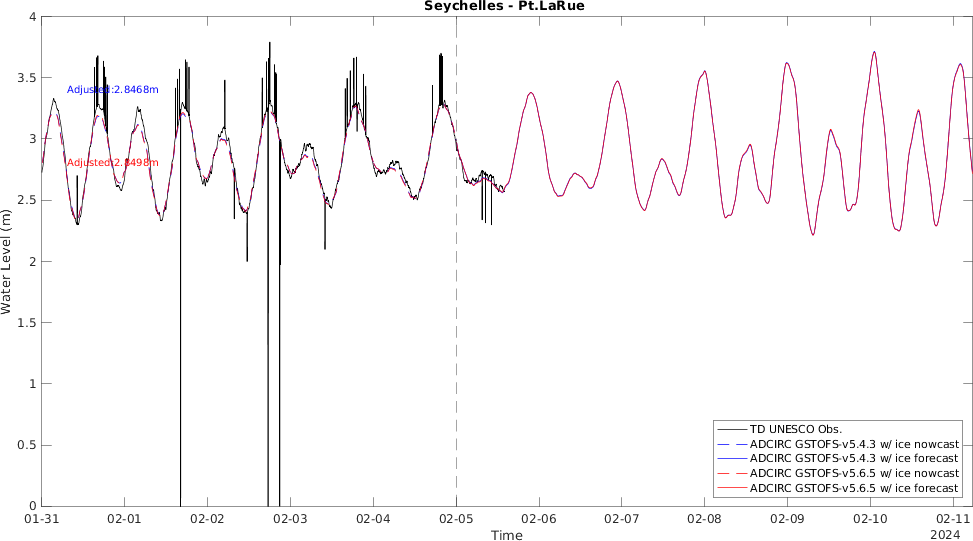 Seychelles - Pt.LaRue
Water Level (m)
4
3.5
3
2.5
2
1.5
1
0.5
0
Adjusted:2.8468m
Adjusted:2.8498m
TD UNESCO Obs.
ADCIRC GSTOFS-v5.4.3 w/ ice nowcast
ADCIRC GSTOFS-v5.4.3 w/ ice forecast
ADCIRC GSTOFS-v5.6.5 w/ ice nowcast
ADCIRC GSTOFS-v5.6.5 w/ ice forecast
01-31 02-01 02-02 02-03 02-04 02-05 02-06 02-07 02-08 02-09 02-10 02-11
Time 2024